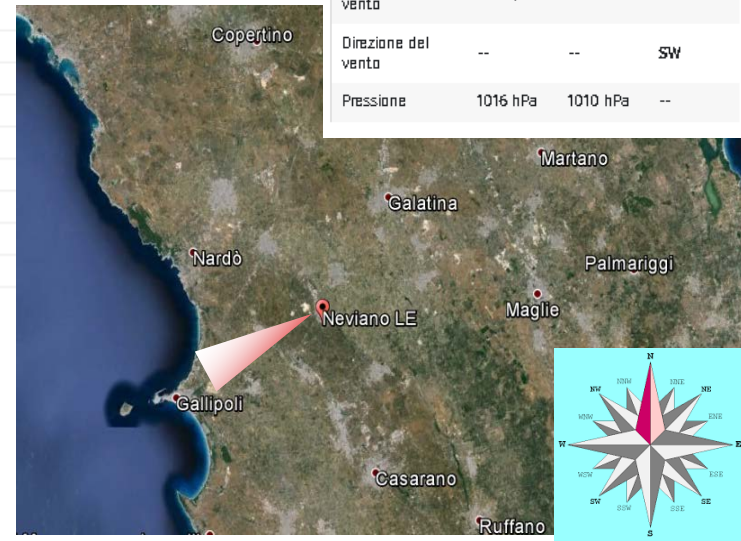 vento
Direzione del vento -- -- SW
Pressione 1016 hPa 1010 hPa --
Copertino
Martano
Galatina
Nardò
Palmariggi
Maglie
Neviano LE
Gallipoli
Casarano
Ruffano
N
NNW NNE
NW NE
WNW ENE
W E
WSW ESE
SW SE
SSW SSE
S